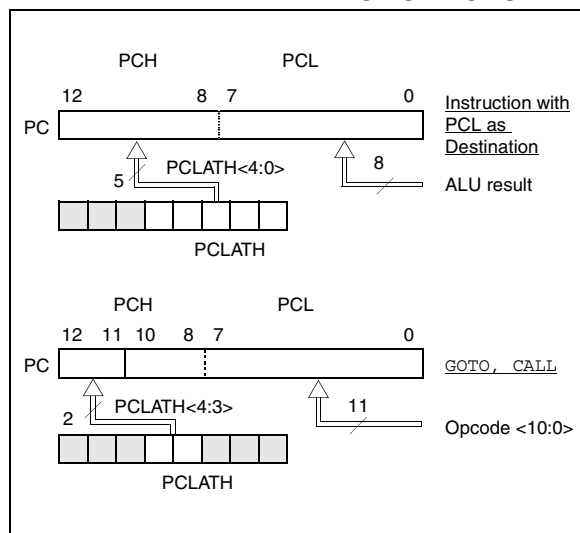 PCH PCL
12 8 7 0
PC
Instruction with
PCL as
Destination
5 PCLATH<4:0> 8
ALU result
PCLATH
PCH PCL
12 11 10 8 7 0
PC
GOTO, CALL
2 PCLATH<4:3> 11
Opcode <10:0>
PCLATH